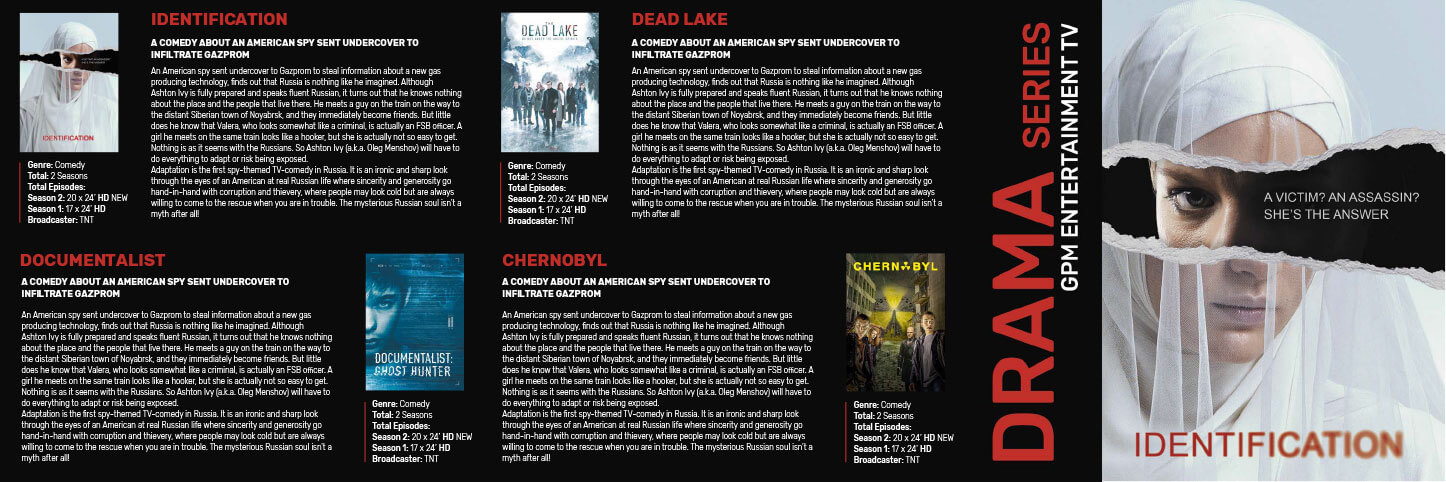 IDENTIFICATION
A COMEDY ABOUT AN AMERICAN SPY SENT UNDERCOVER TO
INFILTRATE GAZPROM
An American spy sent undercover to Gazprom to steal information about a new gas
producing technology, finds out that Russia is nothing like he imagined. Although
Ashton Ivy is fully prepared and speaks fluent Russian, it turns out that he knows nothing
about the place and the people that live there. He meets a guy on the train on the way to
the distant Siberian town of Noyabrsk, and they immediately become friends. But little
does he know that Valera, who looks somewhat like a criminal, is actually an FSB officer. A
girl he meets on the same train looks like a hooker, but she is actually not so easy to get.
Nothing is as it seems with the Russians. So Ashton Ivy (a.k.a. Oleg Menshov) will have to
do everything to adapt or risk being exposed.
Adaptation is the first spy-themed TV-comedy in Russia. It is an ironic and sharp look
through the eyes of an American at real Russian life where sincerity and generosity go
hand-in-hand with corruption and thievery, where people may look cold but are always
willing to come to the rescue when you are in trouble. The mysterious Russian soul isn't a
myth after all!
IDENTIFICATION
Genre: Comedy
Total: 2 Seasons
Total Episodes:
Season 2: 20 x 24' HD NEW
Season 1: 17 x 24' HD
Broadcaster: TNT
DEAD LAKE
A COMEDY ABOUT AN AMERICAN SPY SENT UNDERCOVER TO
INFILTRATE GAZPROM
An American spy sent undercover to Gazprom to steal information about a new gas
producing technology, finds out that Russia is nothing like he imagined. Although
Ashton Ivy is fully prepared and speaks fluent Russian, it turns out that he knows nothing
about the place and the people that live there. He meets a guy on the train on the way to
the distant Siberian town of Noyabrsk, and they immediately become friends. But little
does he know that Valera, who looks somewhat like a criminal, is actually an FSB officer. A
girl he meets on the same train looks like a hooker, but she is actually not so easy to get.
Nothing is as it seems with the Russians. So Ashton Ivy (a.k.a. Oleg Menshov) will have to
do everything to adapt or risk being exposed.
Adaptation is the first spy-themed TV-comedy in Russia. It is an ironic and sharp look
through the eyes of an American at real Russian life where sincerity and generosity go
hand-in-hand with corruption and thievery, where people may look cold but are always
willing to come to the rescue when you are in trouble. The mysterious Russian soul isn't a
myth after all!
THE
DEAD LAKE
Genre: Comedy
Total: 2 Seasons
Total Episodes:
Season 2: 20 x 24' HD NEW
Season 1: 17 x 24' HD
Broadcaster: TNT
DOCUMENTALIST
A COMEDY ABOUT AN AMERICAN SPY SENT UNDERCOVER TO
INFILTRATE GAZPROM
An American spy sent undercover to Gazprom to steal information about a new gas
producing technology, finds out that Russia is nothing like he imagined. Although
Ashton Ivy is fully prepared and speaks fluent Russian, it turns out that he knows nothing
about the place and the people that live there. He meets a guy on the train on the way to
the distant Siberian town of Noyabrsk, and they immediately become friends. But little
does he know that Valera, who looks somewhat like a criminal, is actually an FSB officer. A
girl he meets on the same train looks like a hooker, but she is actually not so easy to get.
Nothing is as it seems with the Russians. So Ashton Ivy (a.k.a. Oleg Menshov) will have to
do everything to adapt or risk being exposed.
Adaptation is the first spy-themed TV-comedy in Russia. It is an ironic and sharp look
through the eyes of an American at real Russian life where sincerity and generosity go
hand-in-hand with corruption and thievery, where people may look cold but are always
willing to come to the rescue when you are in trouble. The mysterious Russian soul isn't a
myth after all!
DOCUMENTALIST:
GHOST HUNTER
Genre: Comedy
Total: 2 Seasons
Total Episodes:
Season 2: 20 x 24' HD NEW
Season 1: 17 x 24' HD
Broadcaster: TNT
CHERNOBYL
A COMEDY ABOUT AN AMERICAN SPY SENT UNDERCOVER TO
INFILTRATE GAZPROM
An American spy sent undercover to Gazprom to steal information about a new gas
producing technology, finds out that Russia is nothing like he imagined. Although
Ashton Ivy is fully prepared and speaks fluent Russian, it turns out that he knows nothing
about the place and the people that live there. He meets a guy on the train on the way to
the distant Siberian town of Noyabrsk, and they immediately become friends. But little
does he know that Valera, who looks somewhat like a criminal, is actually an FSB officer. A
girl he meets on the same train looks like a hooker, but she is actually not so easy to get.
Nothing is as it seems with the Russians. So Ashton Ivy (a.k.a. Oleg Menshov) will have to
do everything to adapt or risk being exposed.
Adaptation is the first spy-themed TV-comedy in Russia. It is an ironic and sharp look
through the eyes of an American at real Russian life where sincerity and generosity go
hand-in-hand with corruption and thievery, where people may look cold but are always
willing to come to the rescue when you are in trouble. The mysterious Russian soul isn't a
myth after all!
CHERNOBYL
Genre: Comedy
Total: 2 Seasons
Total Episodes:
Season 2: 20 x 24' HD NEW
Season 1: 17 x 24' HD
Broadcaster: TNT
DRAMA SERIES
GPM ENTERTAINMENT TV
A VICTIM? AN ASSASSIN?
SHE'S THE ANSWER
IDENTIFICATION